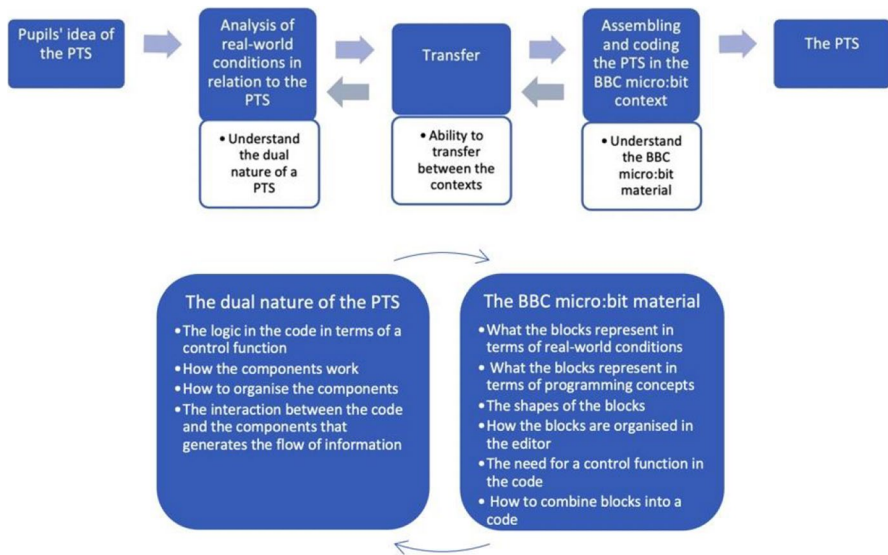 Pupils' idea of
the PTS
Analysis of
real-world
conditions in
relation to the
PTS
• Understand
the dual
nature of a
PTS
Transfer
• Ability to
transfer
between the
contexts
Assembling
and coding
the PTS in the
BBC micro:bit
context
• Understand
the BBC
micro:bit
material
The PTS
The dual nature of the PTS
•The logic in the code in terms of a
control function
•How the components work
•How to organise the components
•The interaction between the code
and the components that
generates the flow of information
The BBC micro:bit material
•What the blocks represent in
terms of real-world conditions
• What the blocks represent in
terms of programming concepts
•The shapes of the blocks
•How the blocks are organised in
the editor
•The need for a control function in
the code
• How to combine blocks into a
code